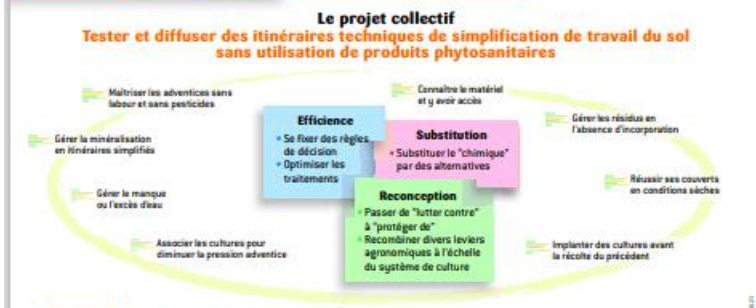 Le projet collectif
Tester et diffuser des itinéraires techniques de simplification de travail du sol
sans utilisation de produits phytosanitaires
Maîtriser les adventices sans
labour et sans pesticides
Connaître le matériel
et y avoir accès
Gérer la minéralisation
en itinéraires simplifiés
Efficience
• Se fixer des règles
de décision
• Optimiser les
traitements
Substitution
• Substituer le "chimique"
par des alternatives
Gérer les résidus en
l'absence d'incorporation
Gérer le manque
ou l'excès d'eau
Reconception
• Passer de "lutter contre"
à "protéger de"
• Recombiner divers leviers
agronomiques à l'échelle
du système de culture
Réussir ses couverts
en conditions sèches
Associer les cultures pour
diminuer la pression adventice
Implanter des cultures avant
la récolte du précédent